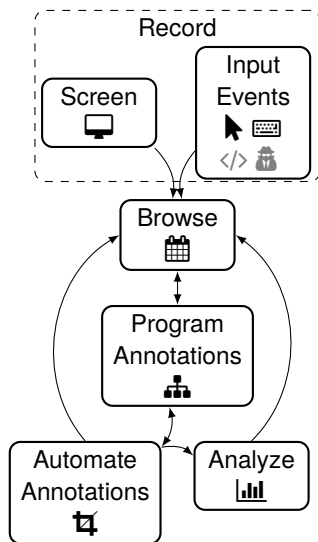 Record
Screen
Input
Events
</>
Browse
Program
Annotations
Automate
Annotations
Analyze